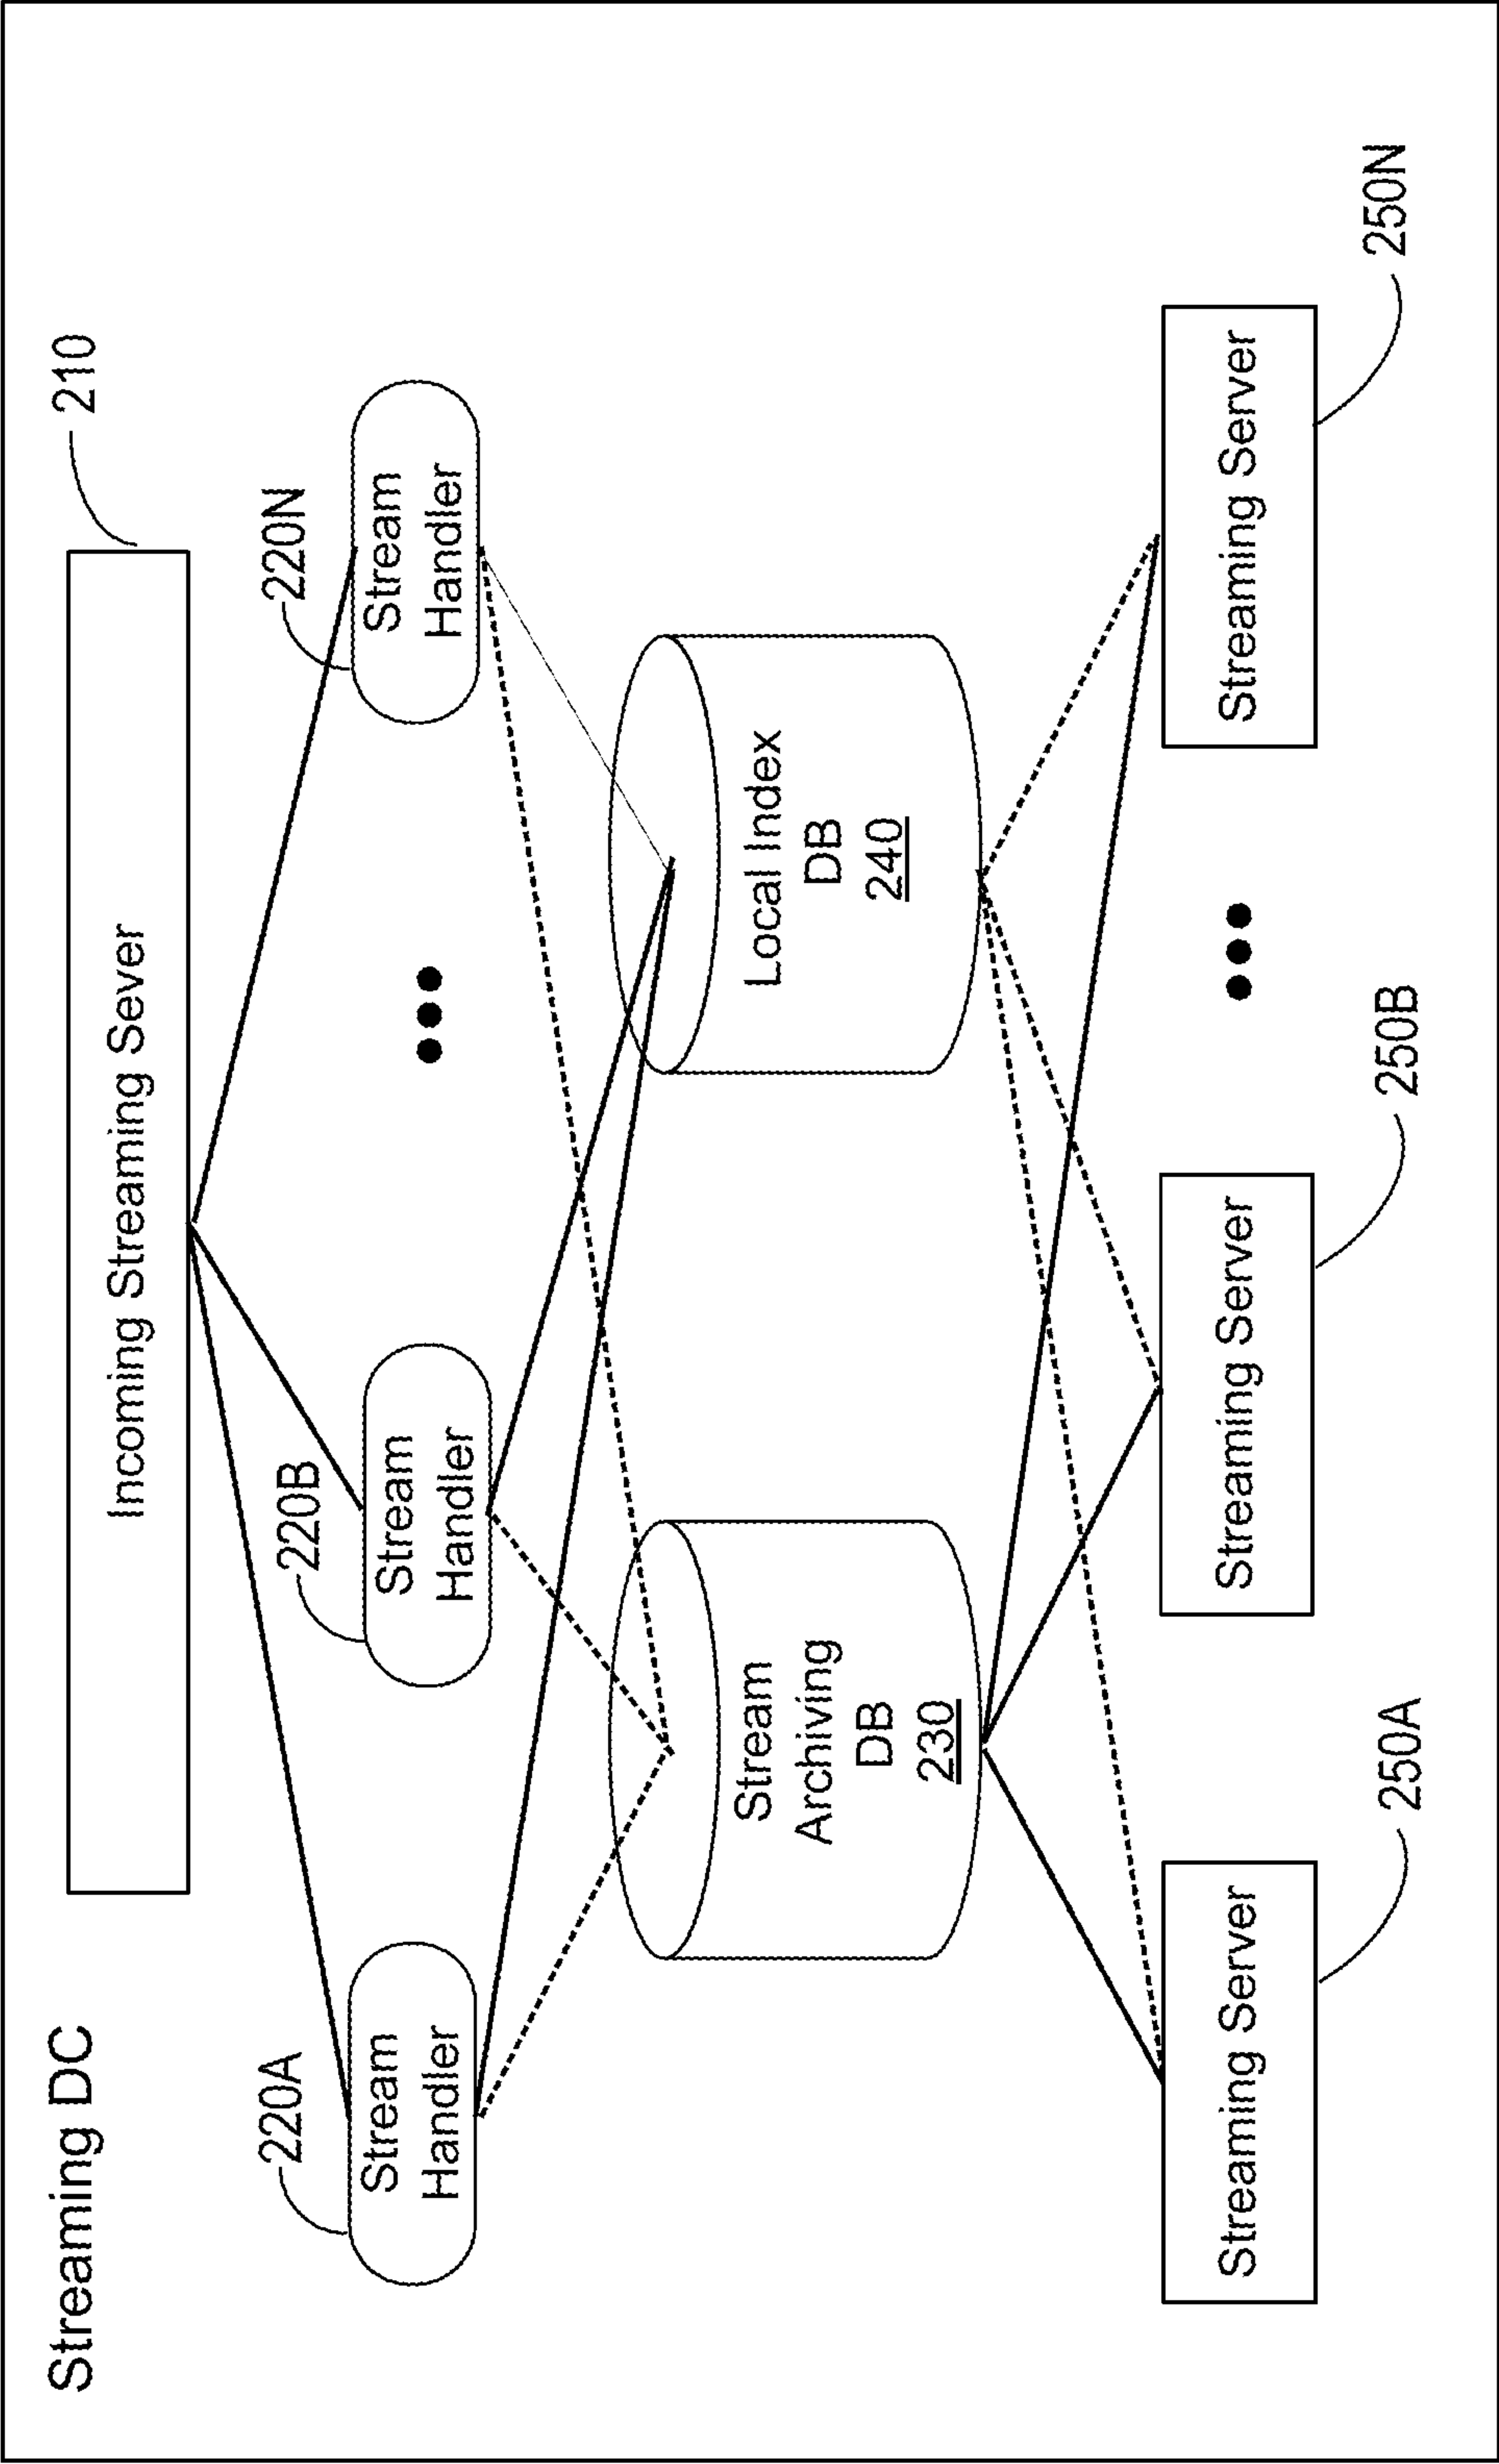 Streaming DC
210
Incoming Streaming Sever
220A
220B
220N
Stream
Handler
Stream
Handler
Stream
Handler
Stream
Archiving
DB
230
Local Index
DB
240
Streaming Server
Streaming Server
Streaming Server
250A
250B
250N